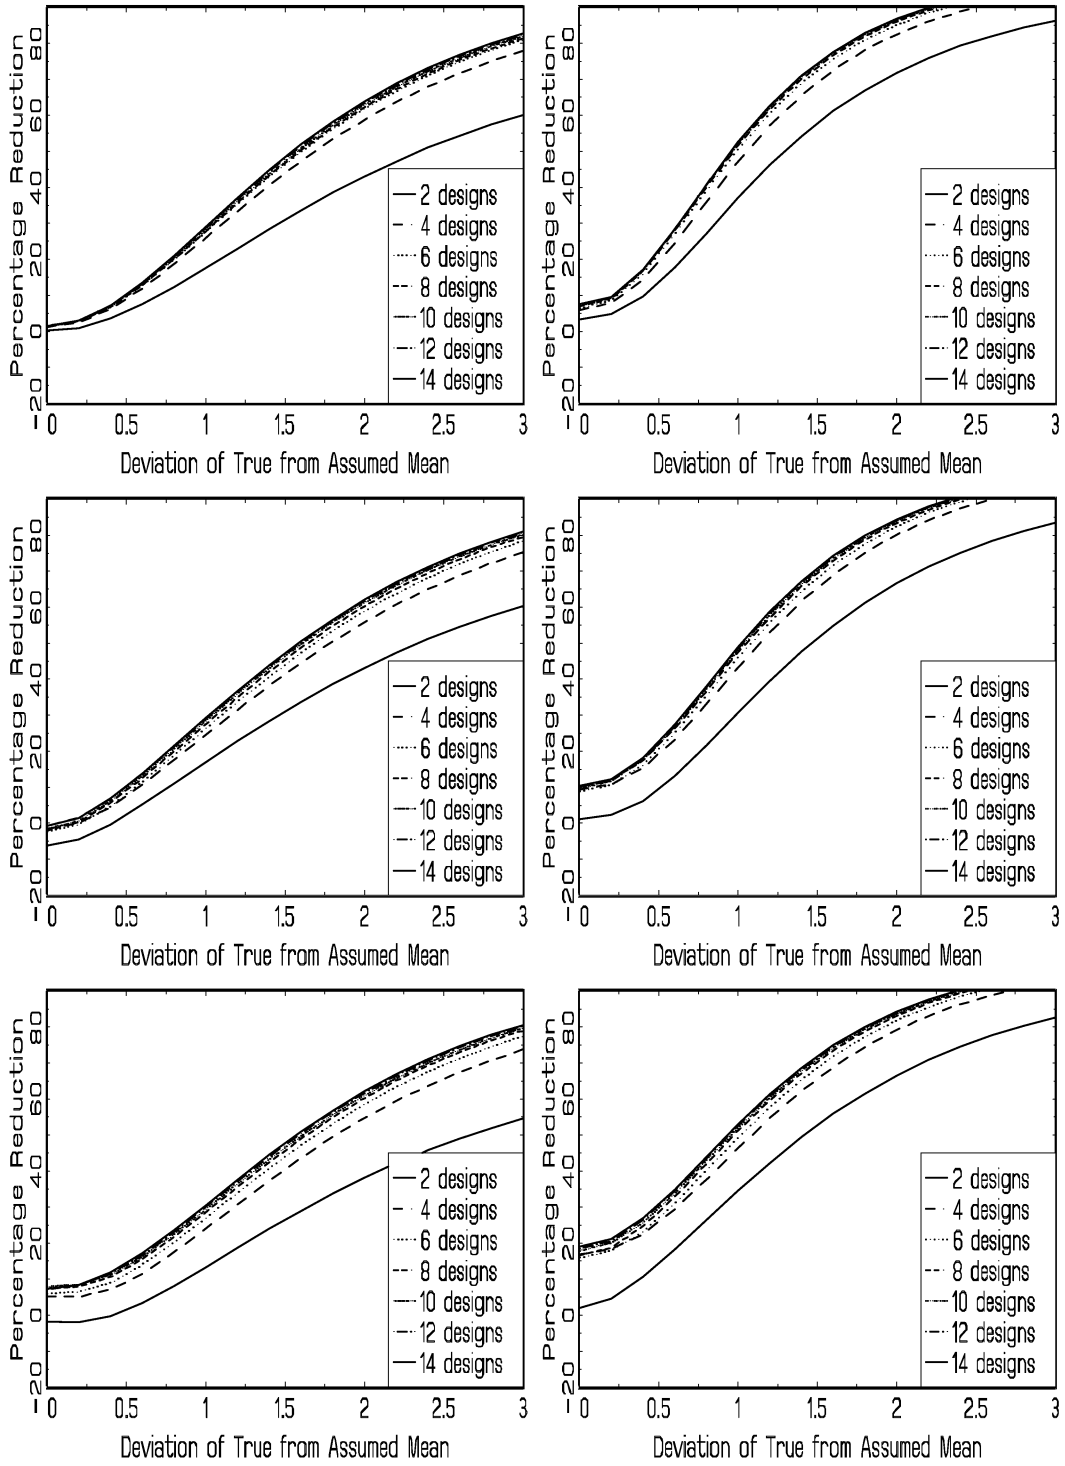 Percentage Reduction
80
60
40
20
0
-20
2 designs
4 designs
6 designs
8 designs
10 designs
12 designs
14 designs
0 0.5 1 1.5 2 2.5 3
Deviation of True from Assumed Mean
Percentage Reduction
80
60
40
20
0
-20
2 designs
4 designs
6 designs
8 designs
10 designs
12 designs
14 designs
0 0.5 1 1.5 2 2.5 3
Deviation of True from Assumed Mean
Percentage Reduction
80
60
40
20
0
-20
2 designs
4 designs
6 designs
8 designs
10 designs
12 designs
14 designs
0 0.5 1 1.5 2 2.5 3
Deviation of True from Assumed Mean
Percentage Reduction
80
60
40
20
0
-20
2 designs
4 designs
6 designs
8 designs
10 designs
12 designs
14 designs
0 0.5 1 1.5 2 2.5 3
Deviation of True from Assumed Mean
Percentage Reduction
80
60
40
20
0
-20
2 designs
4 designs
6 designs
8 designs
10 designs
12 designs
14 designs
0 0.5 1 1.5 2 2.5 3
Deviation of True from Assumed Mean
Percentage Reduction
80
60
40
20
0
-20
2 designs
4 designs
6 designs
8 designs
10 designs
12 designs
14 designs
0 0.5 1 1.5 2 2.5 3
Deviation of True from Assumed Mean